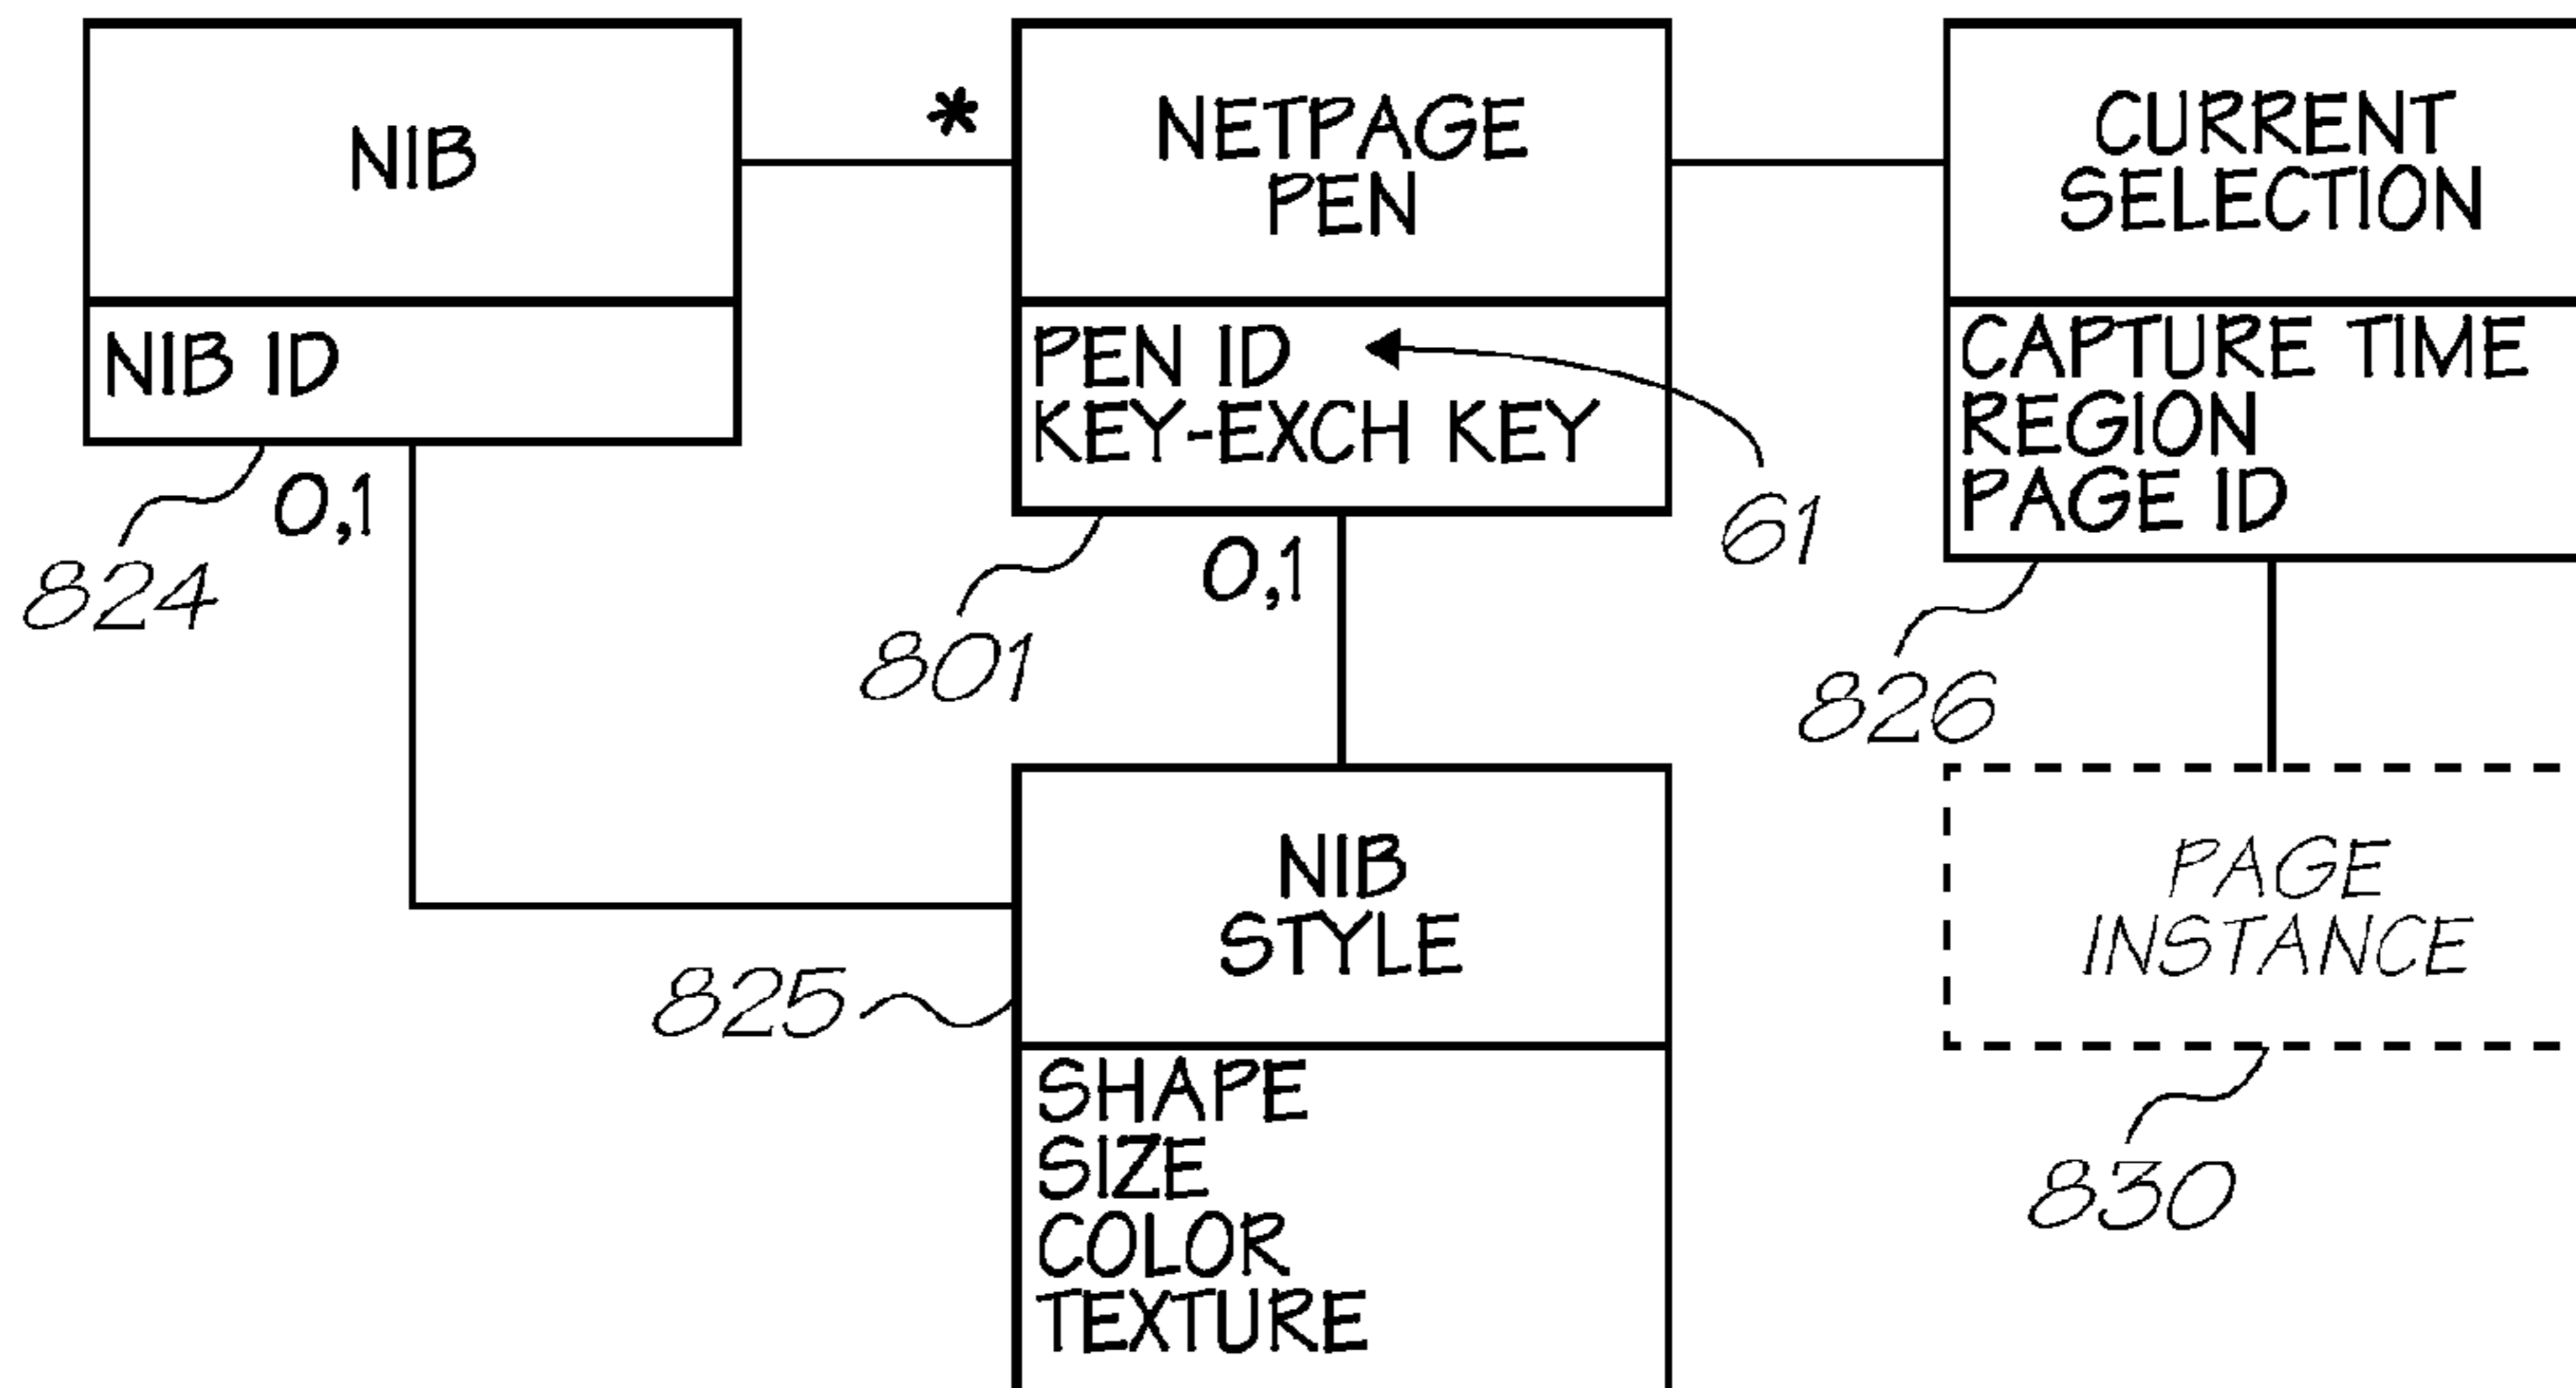 NIB
NIB ID
824
0,1
*
NETPAGE
PEN
PEN ID
KEY-EXCH KEY
61
801
0,1
CURRENT
SELECTION
CAPTURE TIME
REGION
PAGE ID
826
NIB
STYLE
825
SHAPE
SIZE
COLOR
TEXTURE
PAGE
INSTANCE
830